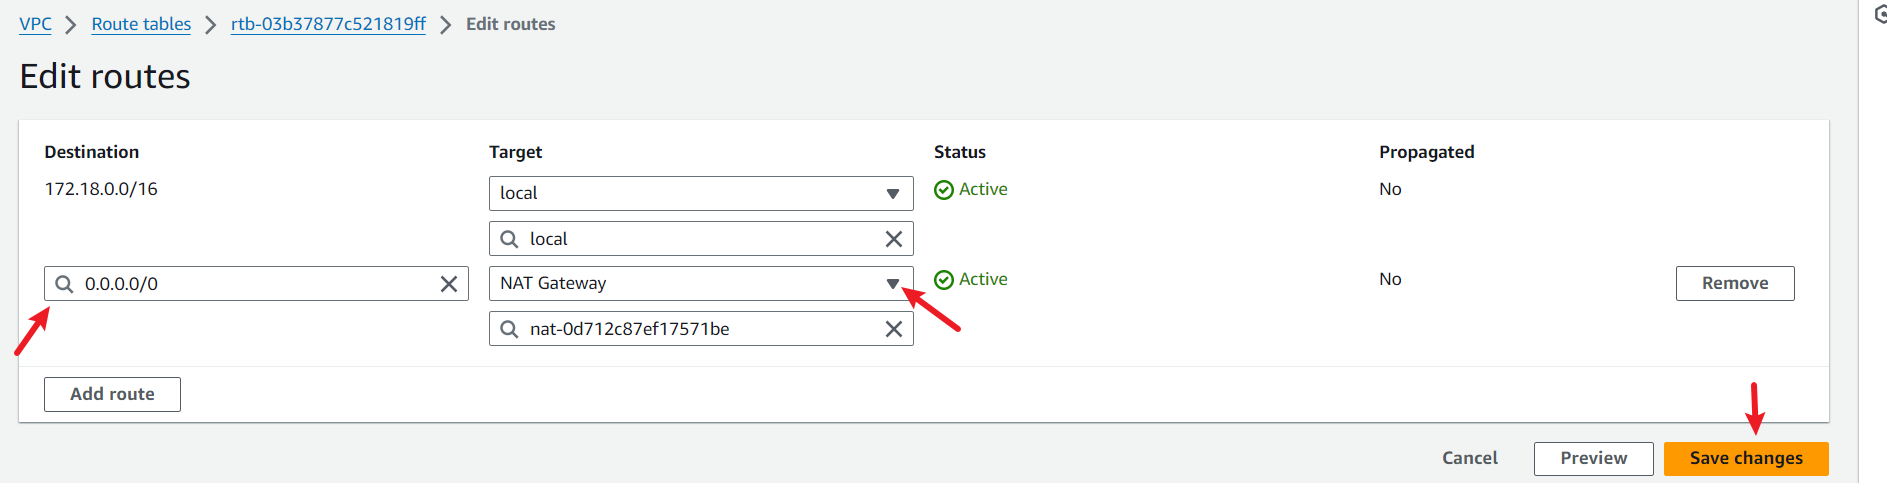 VPC > Route tables > rtb-03b37877c521819ff > Edit routes
Edit routes
Destination Target Status Propagated
172.18.0.0/16 local Active No
local
0.0.0.0/0 NAT Gateway Active No Remove
nat-0d712c87ef17571be
Add route
Cancel Preview Save changes